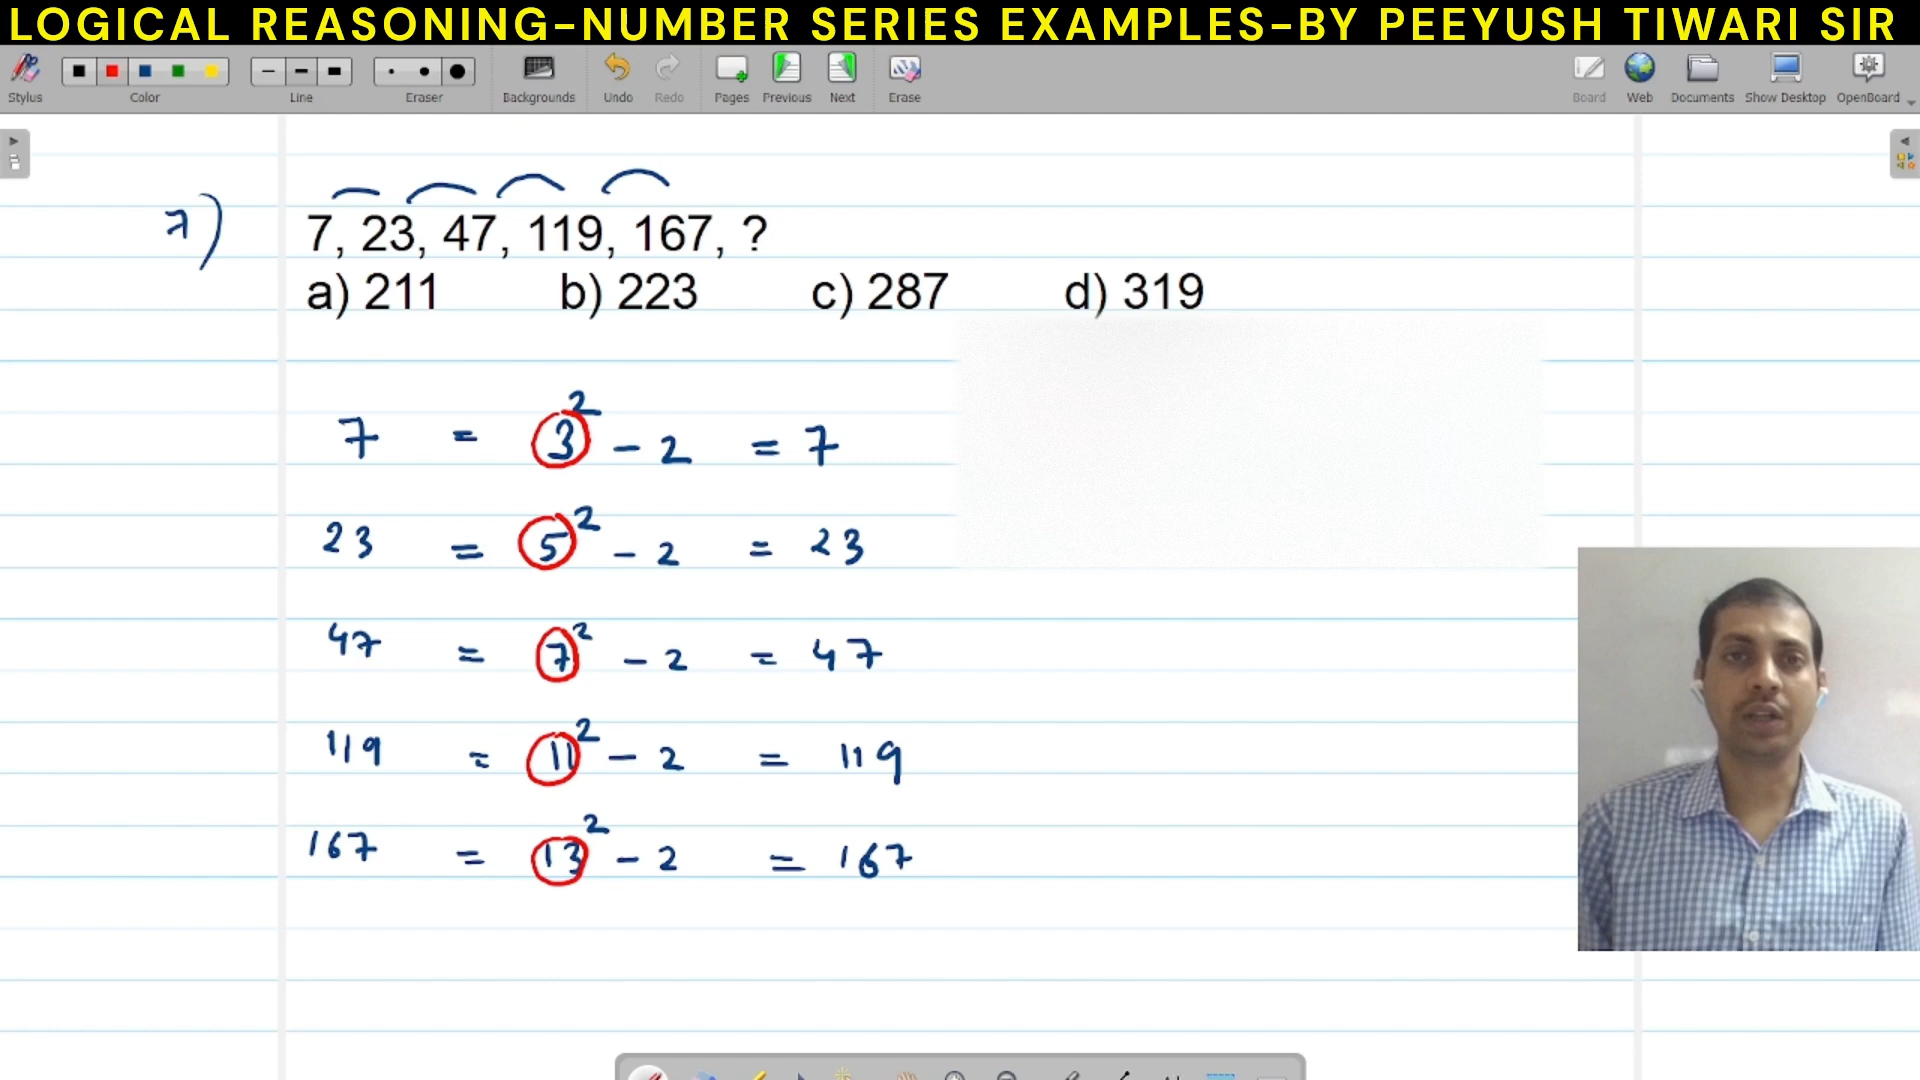 LOGICAL REASONING-NUMBER SERIES EXAMPLES-BY PEEYUSH TIWARI SIR
Stylus Color Line Eraser Backgrounds Undo Redo Pages Previous Next Erase Board Web Documents Show Desktop OpenBoard
7) 7, 23, 47, 119, 167, ?
a) 211 b) 223 c) 287 d) 319
7 = 3² - 2 = 7
23 = 5² - 2 = 23
47 = 7² - 2 = 47
119 = 11² - 2 = 119
167 = 13² - 2 = 167